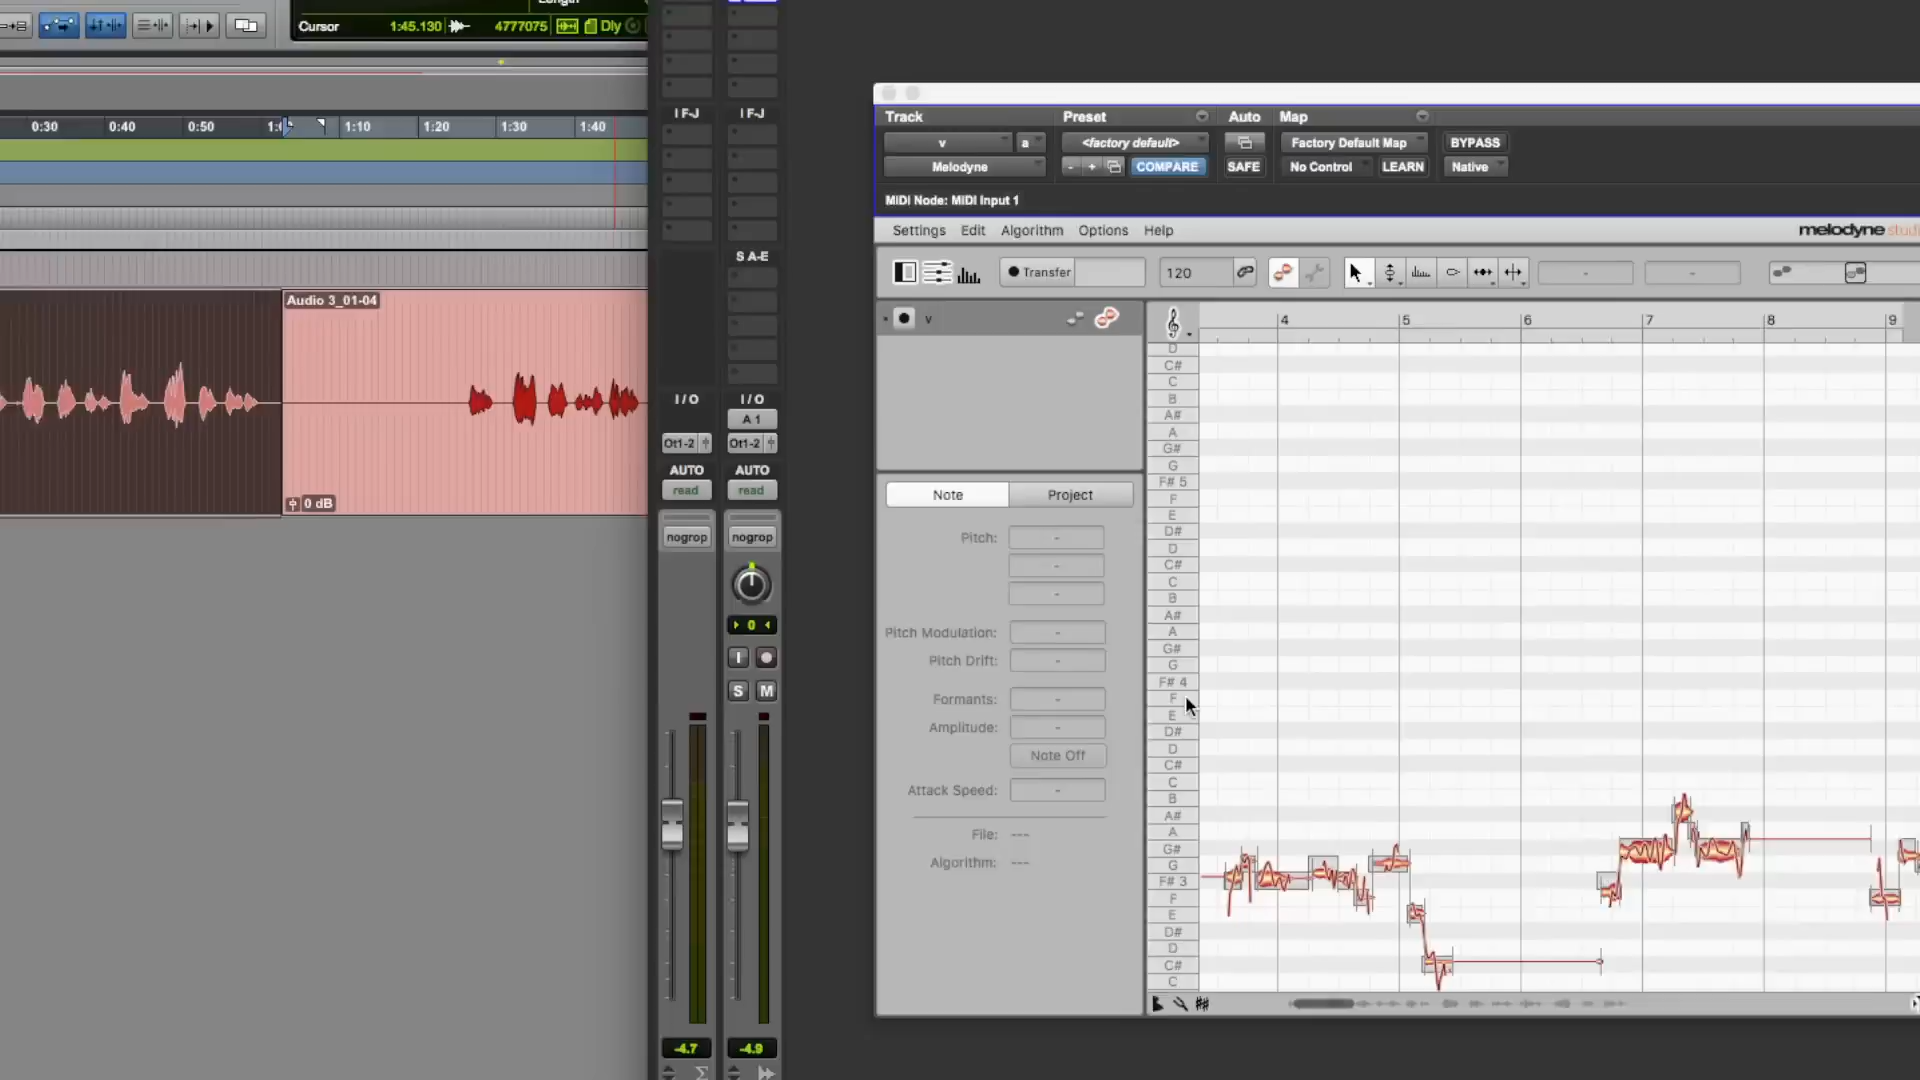 Length
Cursor 1:45.130 4777075 Dly
0:30 0:40 0:50 1:0 1:10 1:20 1:30 1:40
Audio 3_01-04
0 dB
I F-J I F-J
S A-E
I / O I / O
A 1
Ot1-2 Ot1-2
AUTO AUTO
read read
nogrop nogrop
0
I
S M
-4.7 -4.9
Track Preset Auto Map
v a <factory default> Factory Default Map BYPASS
Melodyne - + COMPARE SAFE No Control LEARN Native
MIDI Node: MIDI Input 1
Settings Edit Algorithm Options Help melodyne studi
Transfer 120 - -
v
4 5 6 7 8 9
D
C#
C
B
A#
A
G#
G
F# 5
F
E
D#
D
C#
C
B
A#
A
G#
G
F# 4
F
E
D#
D
C#
C
B
A#
A
G#
G
F# 3
F
E
D#
D
C#
C
Note Project
Pitch: -
-
-
Pitch Modulation: -
Pitch Drift: -
Formants: -
Amplitude: -
Note Off
Attack Speed: -
File: ---
Algorithm: ---